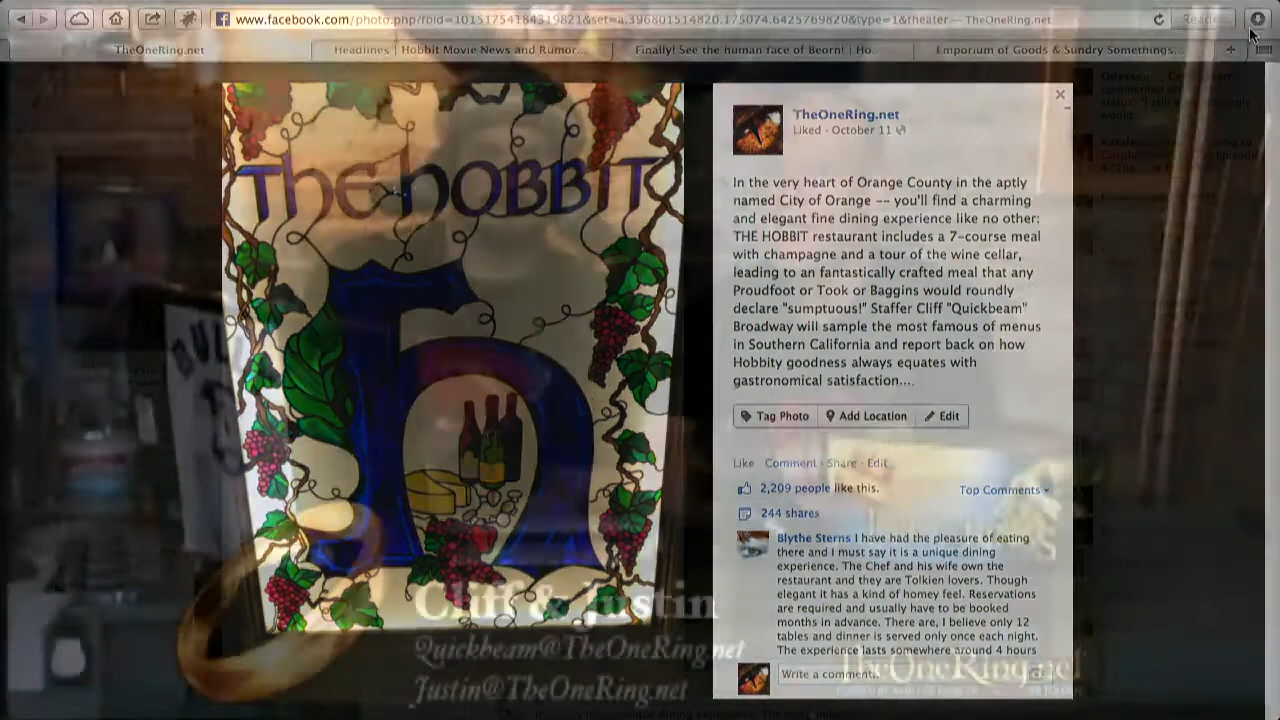 www.facebook.com/photo.php?fbid=10151754184319821&set=a.396801514820.175074.6425769820&type=1&theater — TheOneRing.net
Reade
TheOneRing.net
Headlines | Hobbit Movie News and Rumor...
Finally! See the human face of Beorn! | Ho...
Emporium of Goods & Sundry Somethings...
the hobbit
h
TheOneRing.net
Liked · October 11
In the very heart of Orange County in the aptly
named City of Orange -- you'll find a charming
and elegant fine dining experience like no other:
THE HOBBIT restaurant includes a 7-course meal
with champagne and a tour of the wine cellar,
leading to an fantastically crafted meal that any
Proudfoot or Took or Baggins would roundly
declare "sumptuous!" Staffer Cliff "Quickbeam"
Broadway will sample the most famous of menus
in Southern California and report back on how
Hobbity goodness always equates with
gastronomical satisfaction....
Tag Photo Add Location Edit
Like Comment · Share · Edit
2,209 people like this.
Top Comments
244 shares
Blythe Sterns I have had the pleasure of eating
there and I must say it is a unique dining
experience. The Chef and his wife own the
restaurant and they are Tolkien lovers. Though
elegant it has a kind of homey feel. Reservations
are required and usually have to be booked
months in advance. There are, I believe only 12
tables and dinner is served only once each night.
The experience lasts somewhere around 4 hours
Write a comment...
Cliff & Justin
Quickbeam@TheOneRing.net
Justin@TheOneRing.net
TheOneRing.net